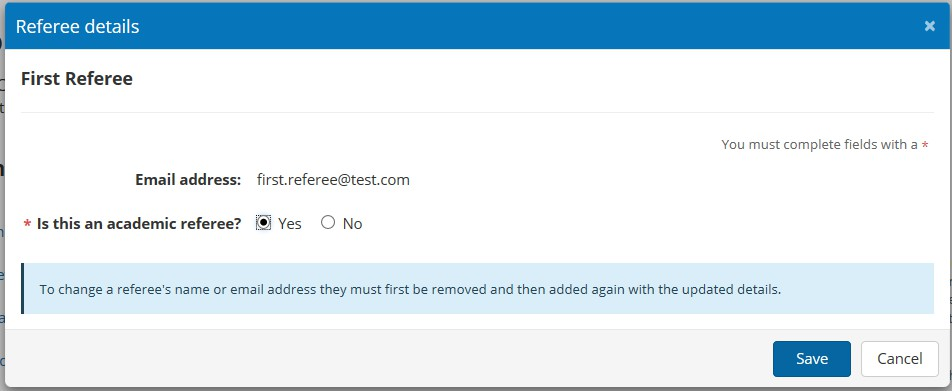 Referee details ×
First Referee
You must complete fields with a *
Email address: first.referee@test.com
* Is this an academic referee? Yes No
To change a referee's name or email address they must first be removed and then added again with the updated details.
Save Cancel